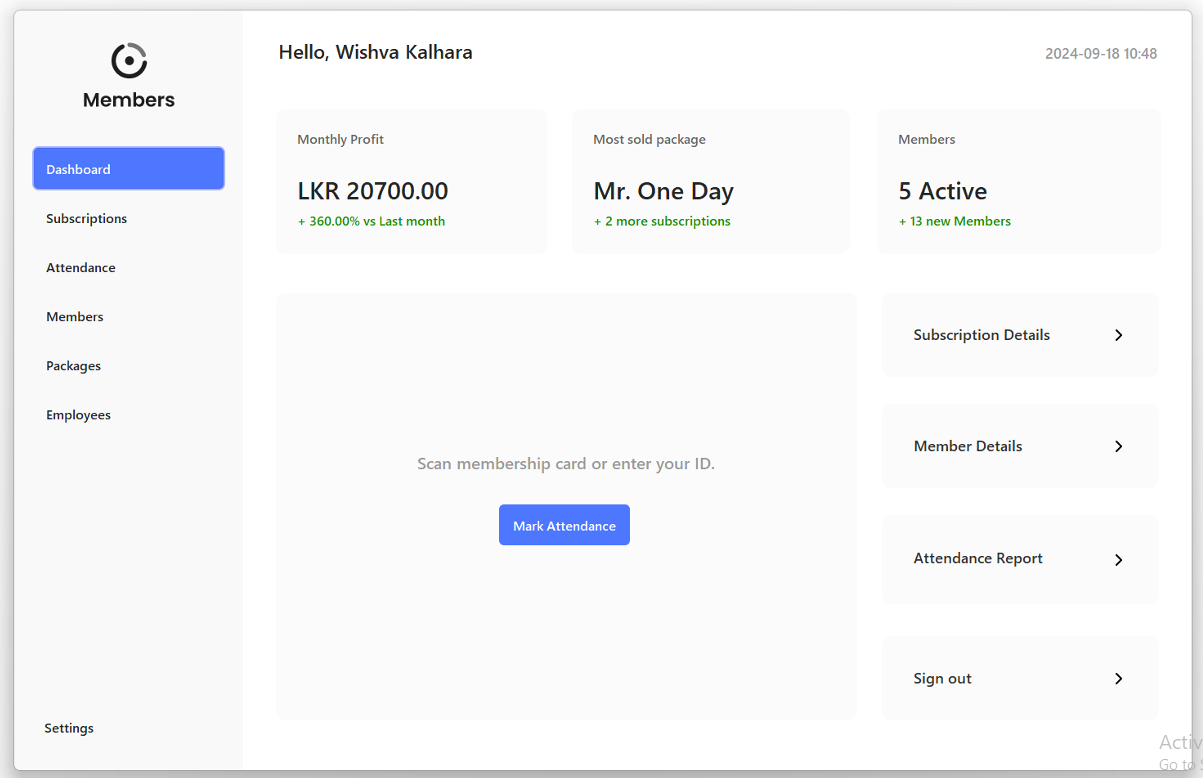 Members
Hello, Wishva Kalhara
2024-09-18 10:48
Dashboard
Subscriptions
Attendance
Members
Packages
Employees
Settings
Monthly Profit
LKR 20700.00
+ 360.00% vs Last month
Most sold package
Mr. One Day
+ 2 more subscriptions
Members
5 Active
+ 13 new Members
Scan membership card or enter your ID.
Mark Attendance
Subscription Details
Member Details
Attendance Report
Sign out
Activ
Go to